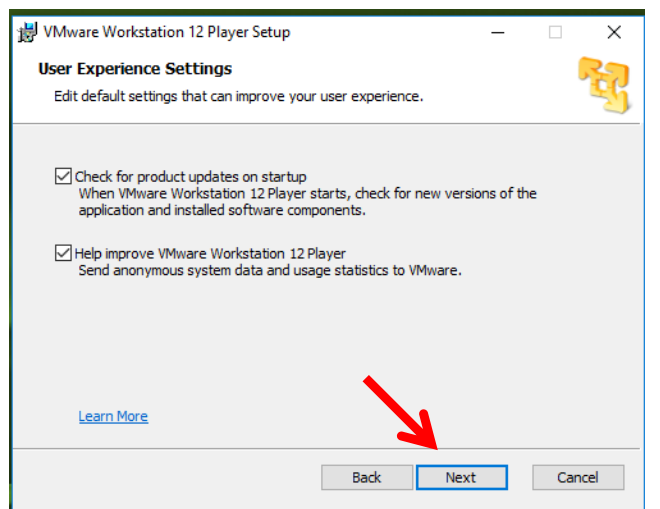 VMware Workstation 12 Player Setup
User Experience Settings
Edit default settings that can improve your user experience.
Check for product updates on startup
When VMware Workstation 12 Player starts, check for new versions of the
application and installed software components.
Help improve VMware Workstation 12 Player
Send anonymous system data and usage statistics to VMware.
Learn More
Back Next Cancel